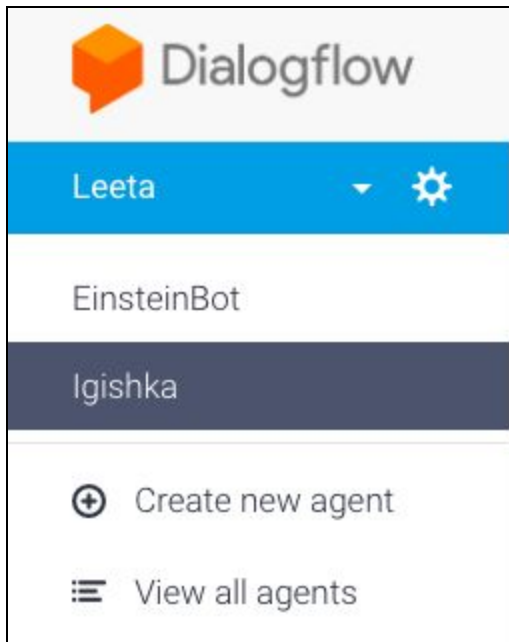 Dialogflow
Leeta
EinsteinBot
Igishka
Create new agent
View all agents